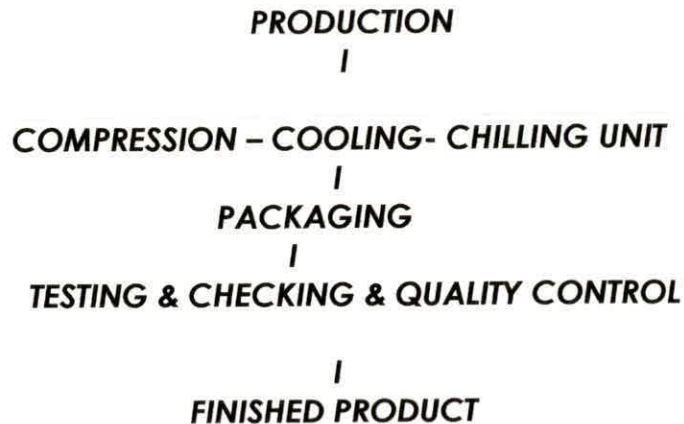 PRODUCTION
I
COMPRESSION – COOLING- CHILLING UNIT
I
PACKAGING
I
TESTING & CHECKING & QUALITY CONTROL
I
FINISHED PRODUCT